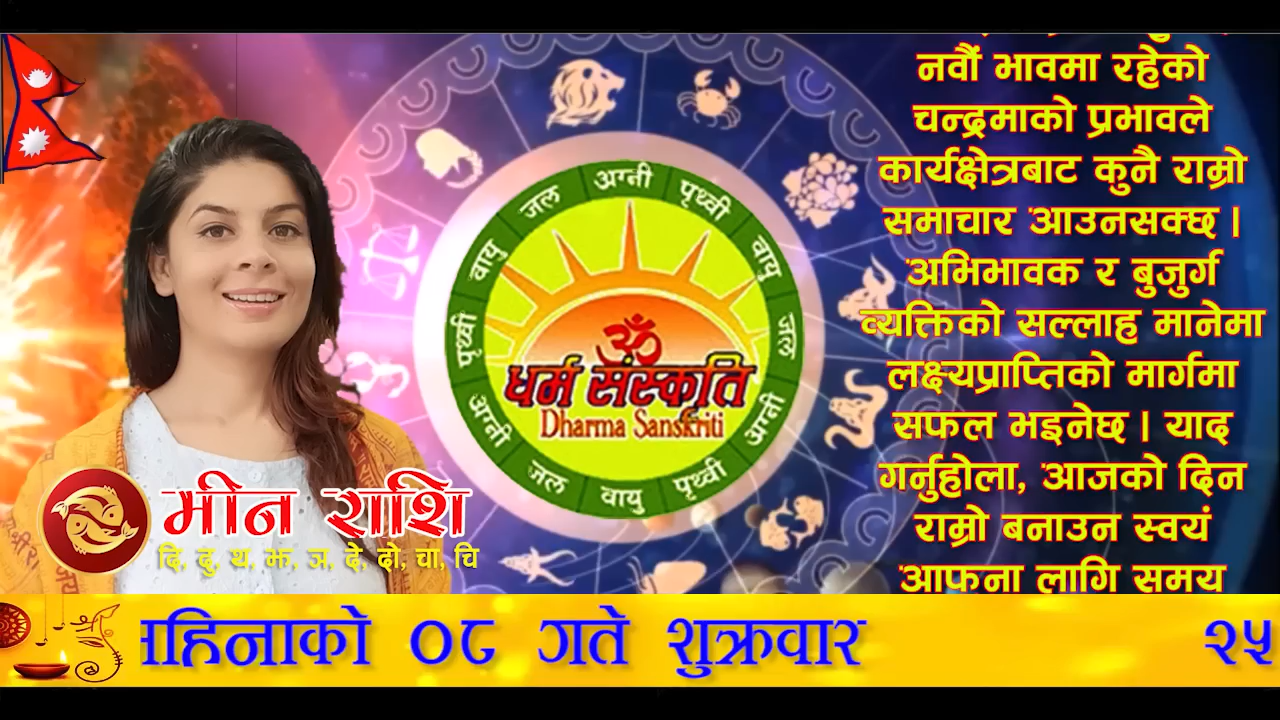 नवौं भावमा रहेको
चन्द्रमाको प्रभावले
कार्यक्षेत्रबाट कुनै राम्रो
समाचार आउनसक्छ ।
अभिभावक र बुजुर्ग
व्यक्तिको सल्लाह मानेमा
लक्ष्यप्राप्तिको मार्गमा
सफल भइनेछ । याद
गर्नुहोला, आजको दिन
राम्रो बनाउन स्वयं
आफ्ना लागि समय
अग्नी
पृथ्वी
वायु
जल
अग्नी
पृथ्वी
वायु
जल
अग्नी
पृथ्वी
वायु
जल
ॐ
धर्म संस्कृति
Dharma Sanskriti
मीन राशि
दि, दु, थ, झ, ञ, दे, दो, चा, चि
श्री
महिनाको ०८ गते शुक्रवार २५